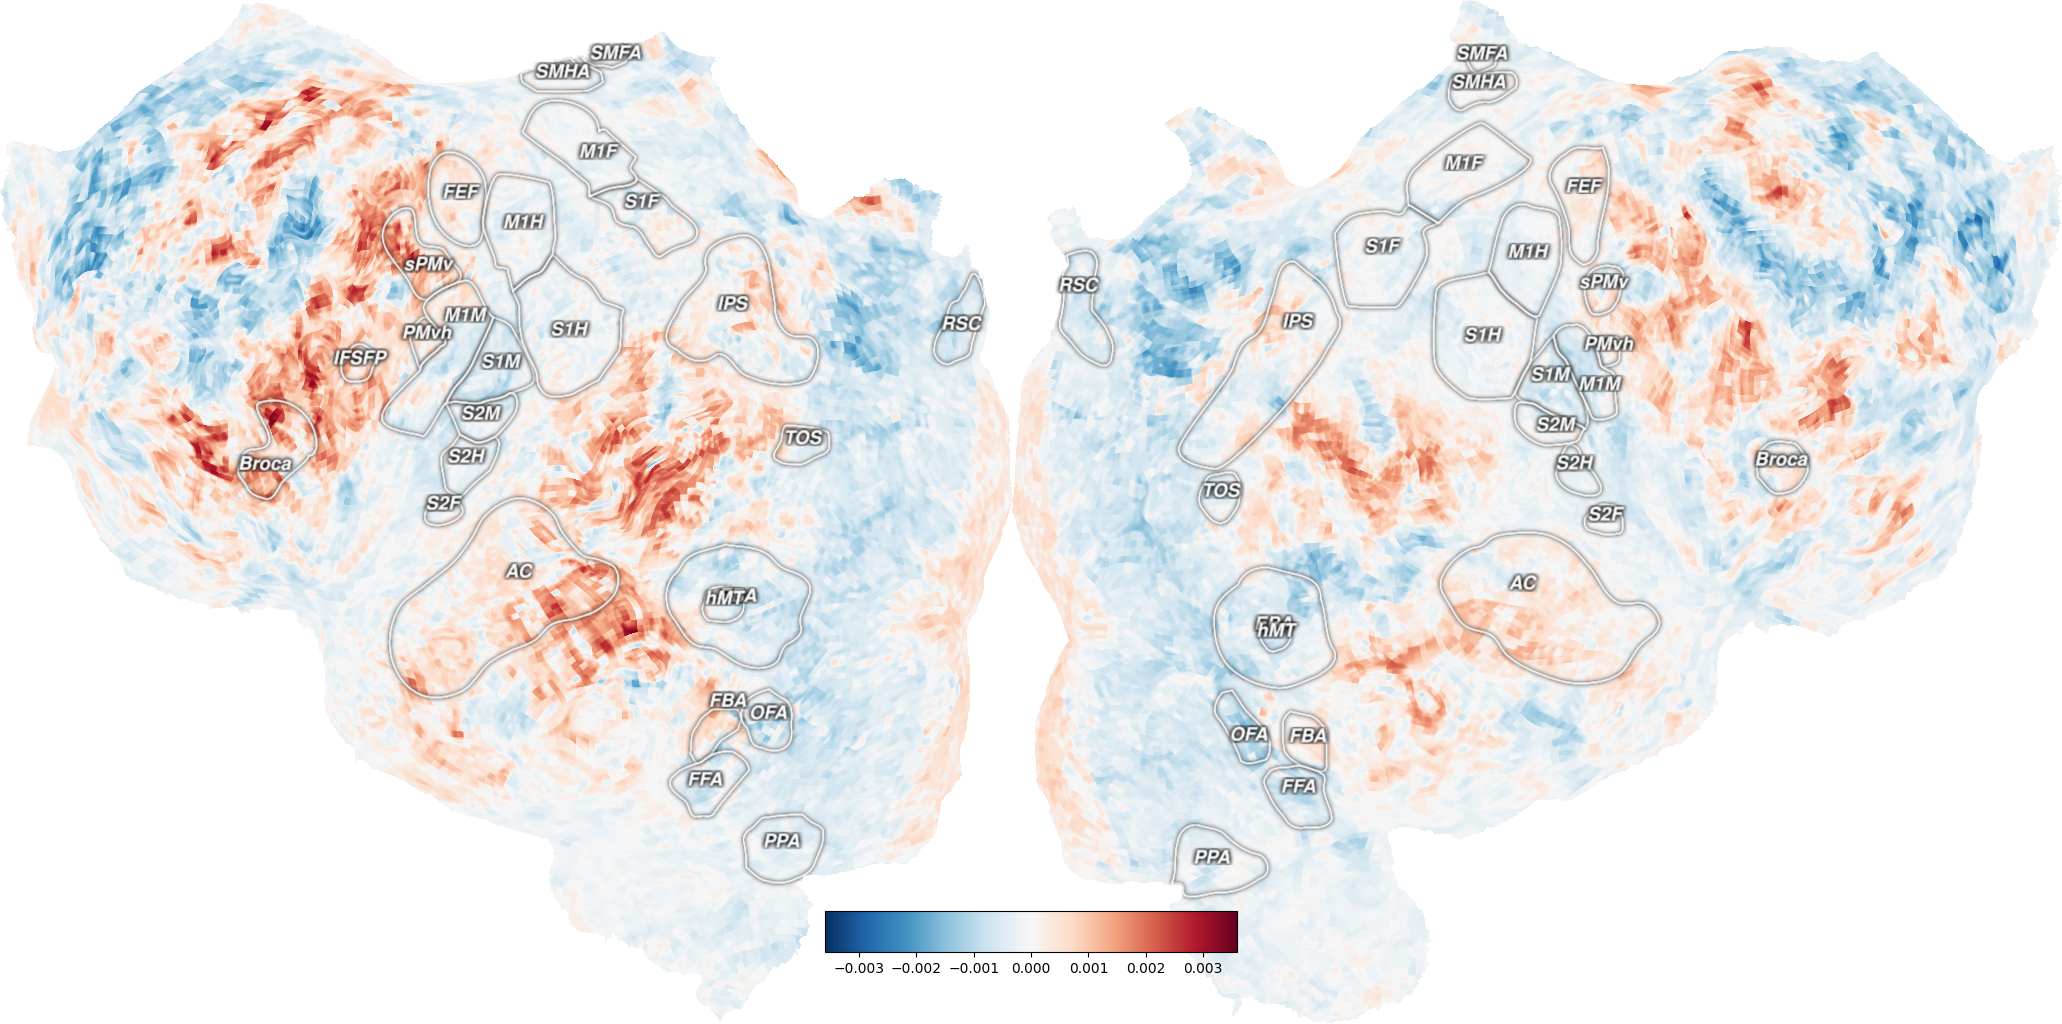 SMFA
SMHA
M1F
FEF
M1H
S1F
sPMv
IPS
M1M
PMvh
IFSFP
S1M
S1H
RSC
S2M
TOS
Broca
S2H
S2F
AC
hMT
FBA
OFA
FFA
PPA
SMFA
SMHA
M1F
FEF
S1F
M1H
RSC
sPMv
IPS
S1H
PMvh
S1M
M1M
S2M
Broca
S2H
TOS
S2F
AC
hMT
OFA
FBA
FFA
PPA
−0.003 −0.002 −0.001 0.000 0.001 0.002 0.003